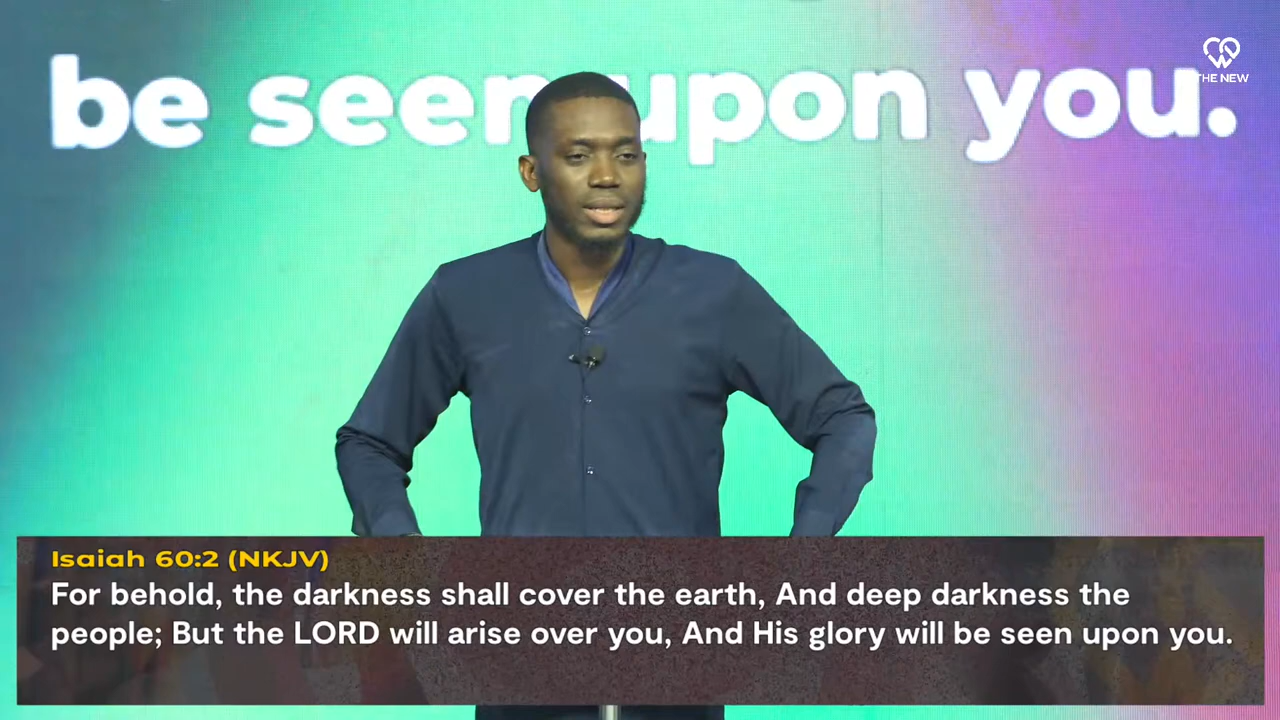 be seen upon you.
THE NEW
Isaiah 60:2 (NKJV)
For behold, the darkness shall cover the earth, And deep darkness the
people; But the LORD will arise over you, And His glory will be seen upon you.